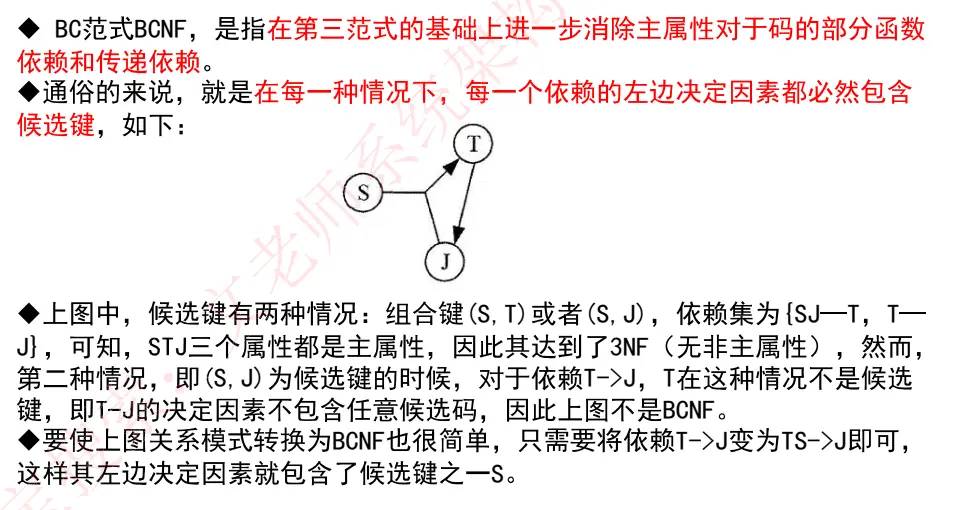 ◆ BC范式BCNF，是指在第三范式的基础上进一步消除主属性对于码的部分函数
依赖和传递依赖。
◆通俗的来说，就是在每一种情况下，每一个依赖的左边决定因素都必然包含
候选键，如下：
T
S
J
◆上图中，候选键有两种情况：组合键(S,T)或者(S,J)，依赖集为{SJ—T，T—
J}，可知，STJ三个属性都是主属性，因此其达到了3NF（无非主属性），然而，
第二种情况，即(S,J)为候选键的时候，对于依赖T->J，T在这种情况不是候选
键，即T-J的决定因素不包含任意候选码，因此上图不是BCNF。
◆要使上图关系模式转换为BCNF也很简单，只需要将依赖T->J变为TS->J即可，
这样其左边决定因素就包含了候选键之一S。